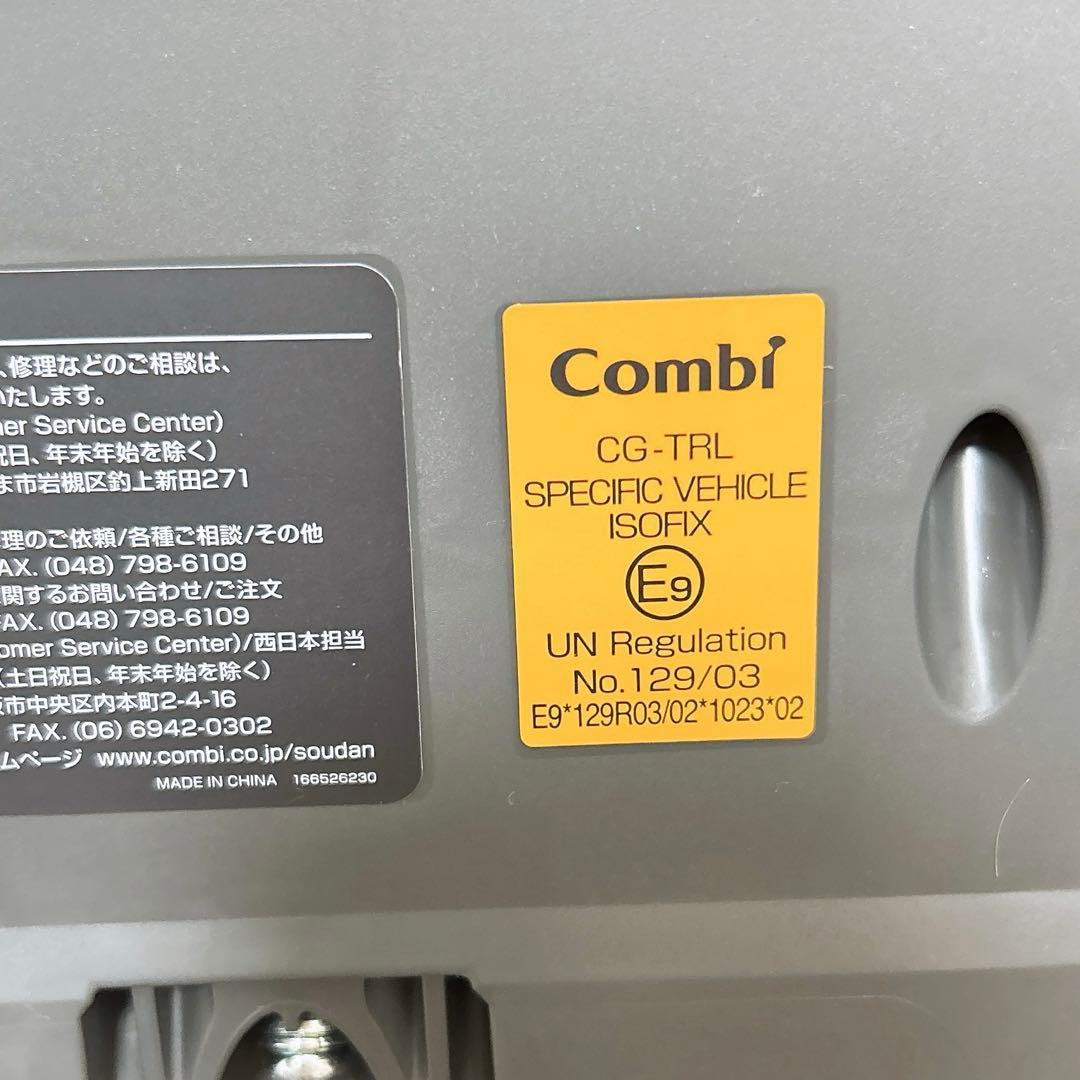 、修理などのご相談は、
いたします。
er Service Center)
祝日、年末年始を除く)
ま市岩槻区釣上新田271
理のご依頼/各種ご相談/その他
AX. (048) 798-6109
関するお問い合わせ/ご注文
FAX. (048) 798-6109
omer Service Center)/西日本担当
(土日祝日、年末年始を除く)
阪市中央区内本町2-4-16
FAX. (06) 6942-0302
ムページ www.combi.co.jp/soudan
MADE IN CHINA 166526230
Combi
CG-TRL
SPECIFIC VEHICLE
ISOFIX
E9
UN Regulation
No.129/03
E9*129R03/02*1023*02